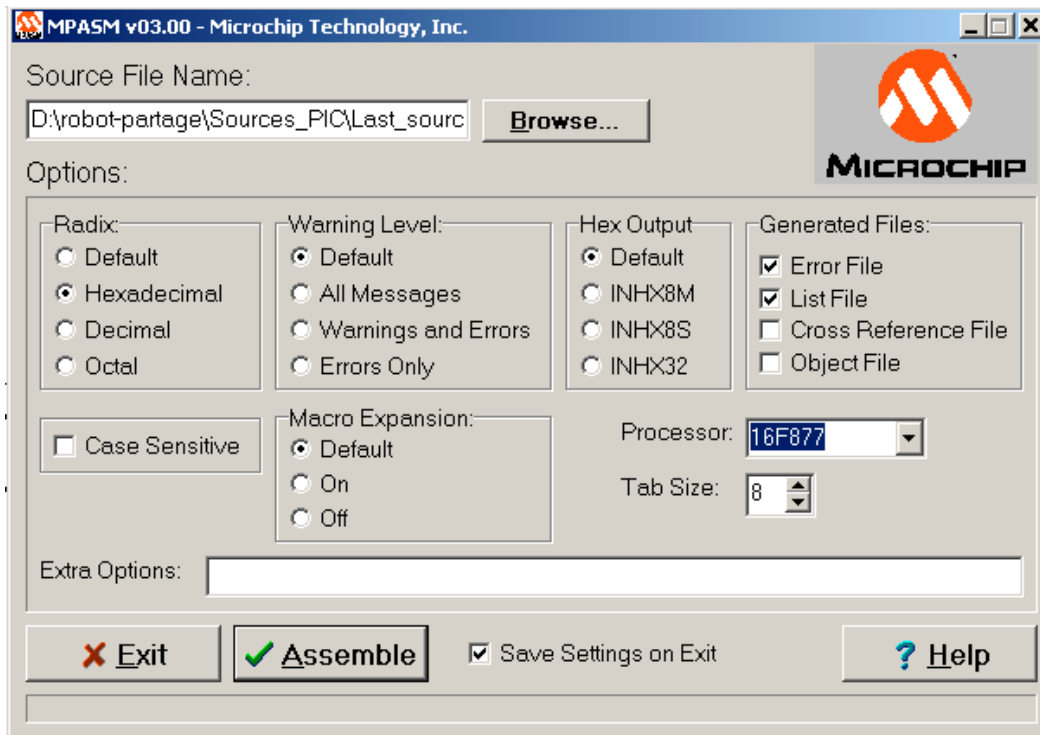 MPASM v03.00 - Microchip Technology, Inc.
Source File Name:
D:\robot-partage\Sources_PIC\Last_sourc
Browse...
MICROCHIP
Options:
Radix:
Default
Hexadecimal
Decimal
Octal
Warning Level:
Default
All Messages
Warnings and Errors
Errors Only
Hex Output
Default
INHX8M
INHX8S
INHX32
Generated Files:
Error File
List File
Cross Reference File
Object File
Case Sensitive
Macro Expansion:
Default
On
Off
Processor: 16F877
Tab Size: 8
Extra Options:
Exit
Assemble
Save Settings on Exit
? Help